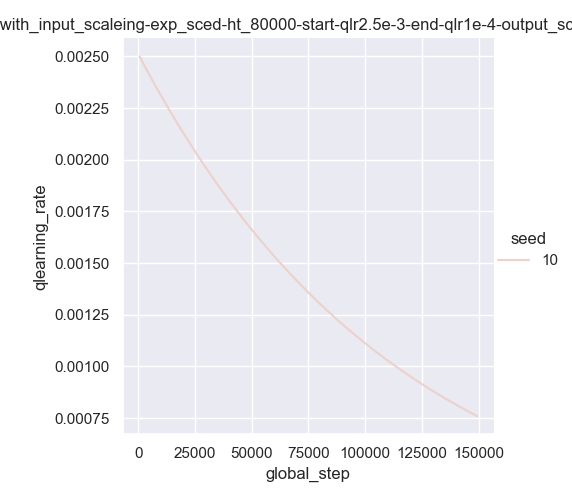 with_input_scaleing-exp_sced-ht_80000-start-qlr2.5e-3-end-qlr1e-4-output_sc
0.00250
0.00225
0.00200
0.00175
0.00150
0.00125
0.00100
0.00075
qlearning_rate
seed
10
0 25000 50000 75000 100000 125000 150000
global_step